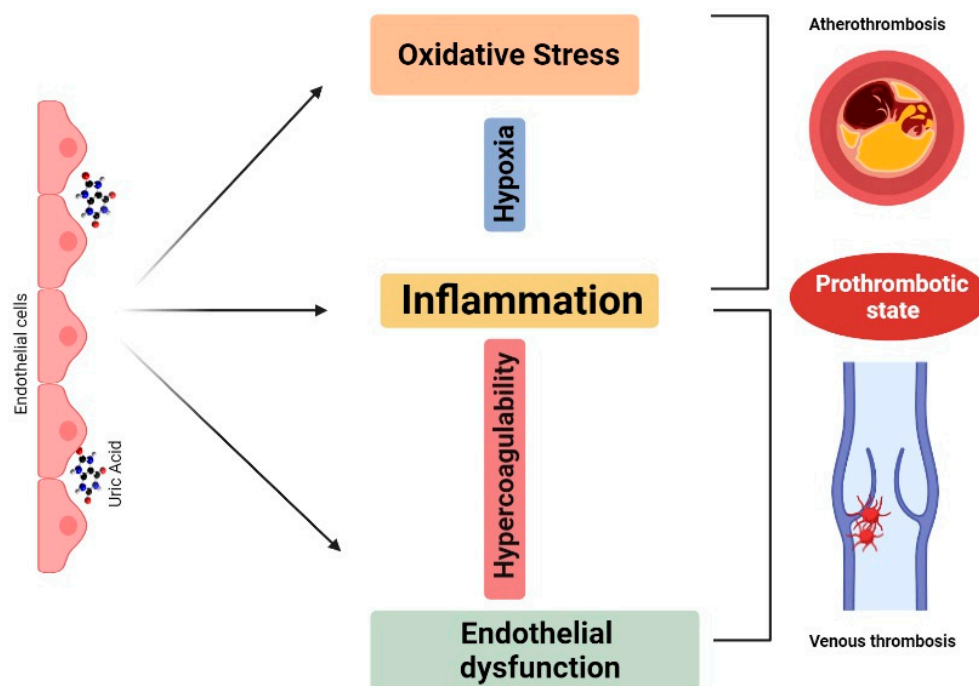 Endothelial cells
Uric Acid
Oxidative Stress
Hypoxia
Inflammation
Hypercoagulability
Endothelial
dysfunction
Atherothrombosis
Prothrombotic
state
Venous thrombosis